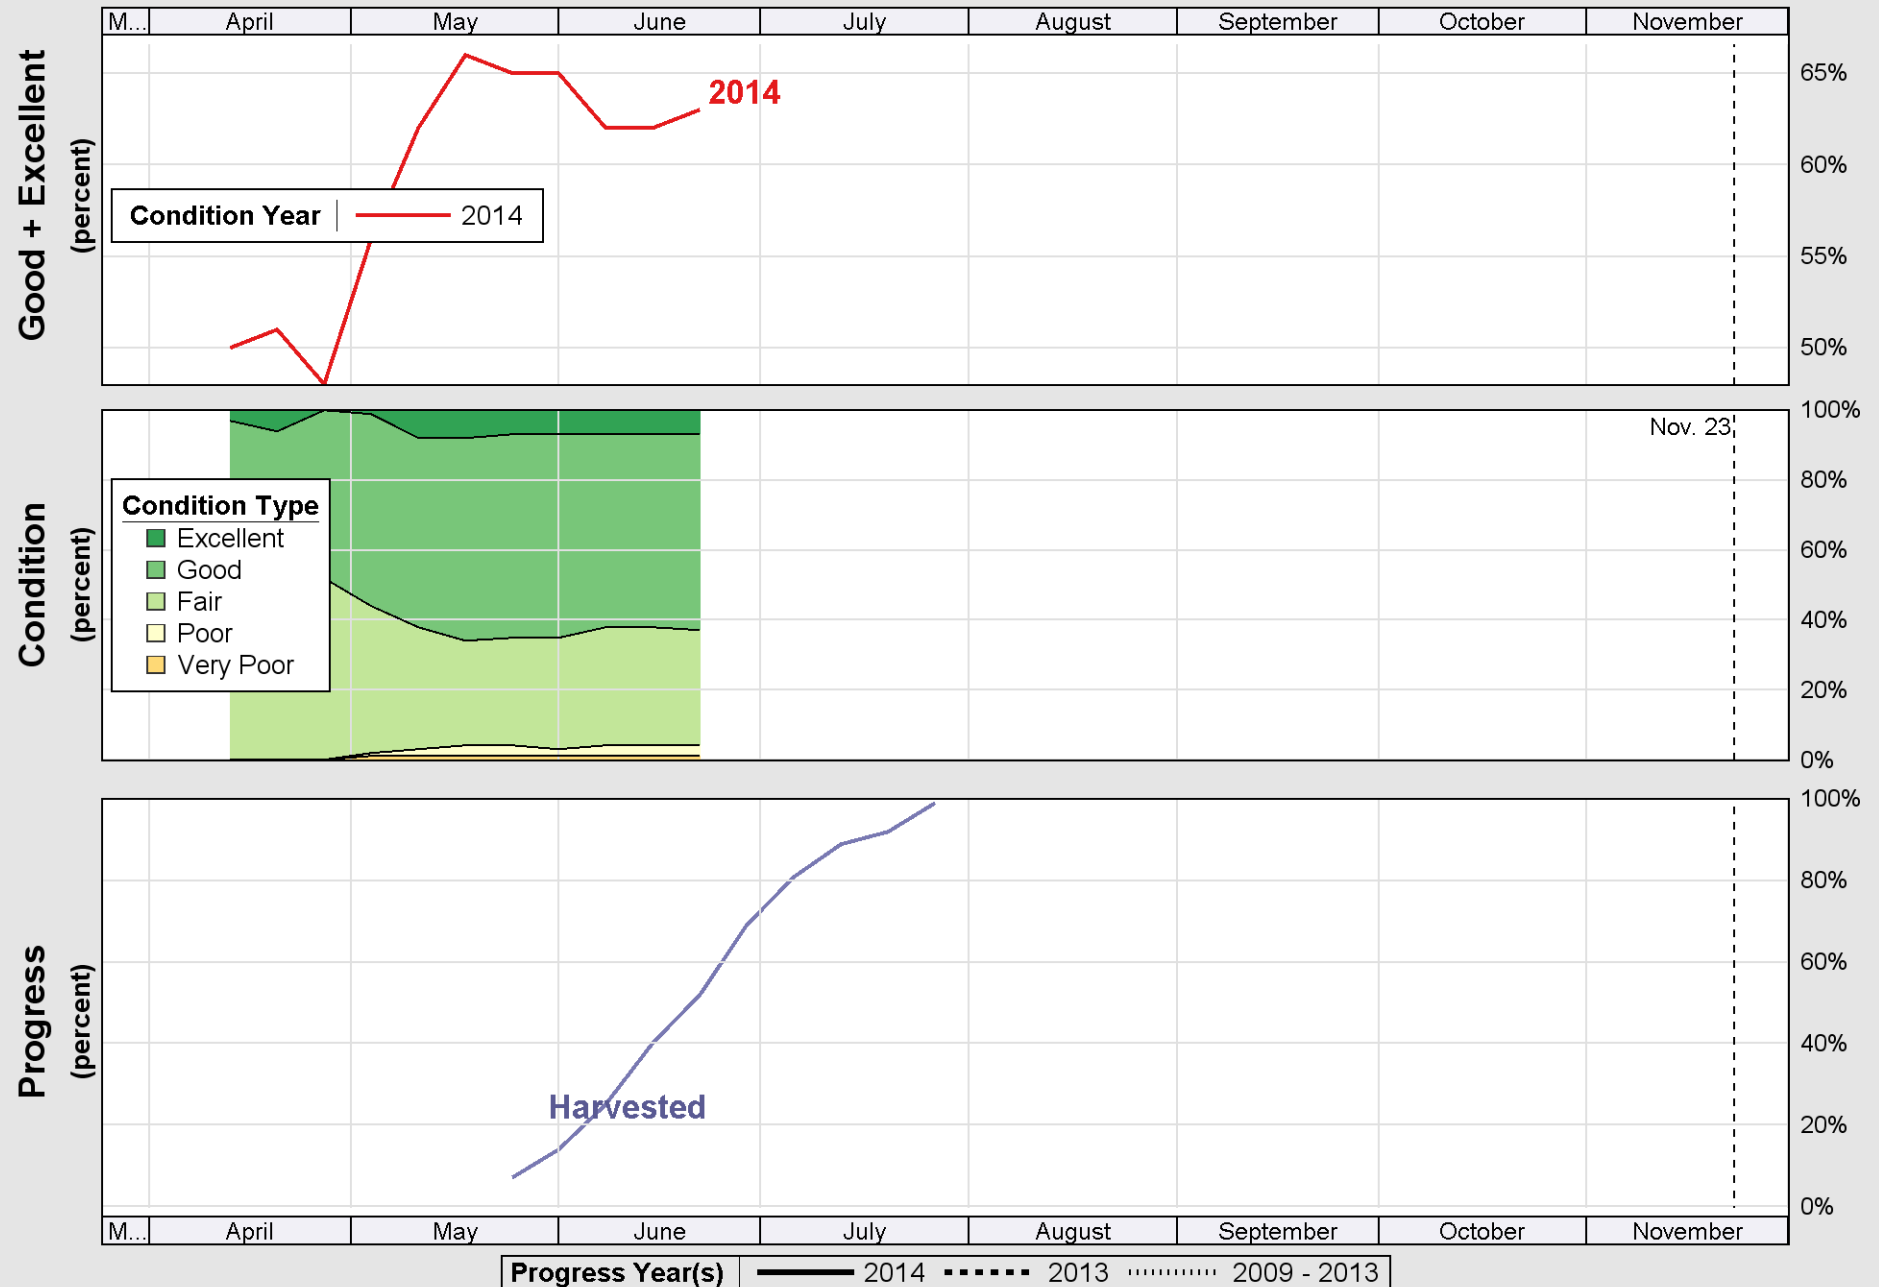 M... April May June July August September October November
Good + Excellent
(percent)
65%
60%
55%
50%
2014
Condition Year 2014
Condition
(percent)
100%
80%
60%
40%
20%
0%
Nov. 23
Condition Type
Excellent
Good
Fair
Poor
Very Poor
Progress
(percent)
100%
80%
60%
40%
20%
0%
Harvested
M... April May June July August September October November
Progress Year(s) 2014 2013 2009 - 2013